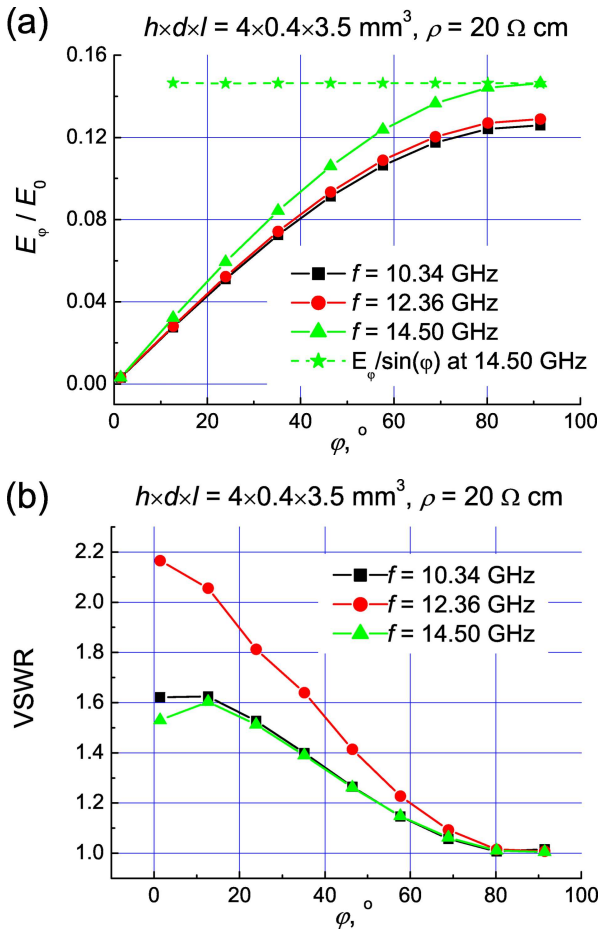 (a)
h×d×l = 4×0.4×3.5 mm³, ρ = 20 Ω cm
0.16
0.12
0.08
0.04
0.00
E_φ / E_0
f = 10.34 GHz
f = 12.36 GHz
f = 14.50 GHz
E_φ/sin(φ) at 14.50 GHz
0 20 40 60 80 100
φ, °
(b)
h×d×l = 4×0.4×3.5 mm³, ρ = 20 Ω cm
2.2
2.0
1.8
1.6
1.4
1.2
1.0
VSWR
f = 10.34 GHz
f = 12.36 GHz
f = 14.50 GHz
0 20 40 60 80 100
φ, °